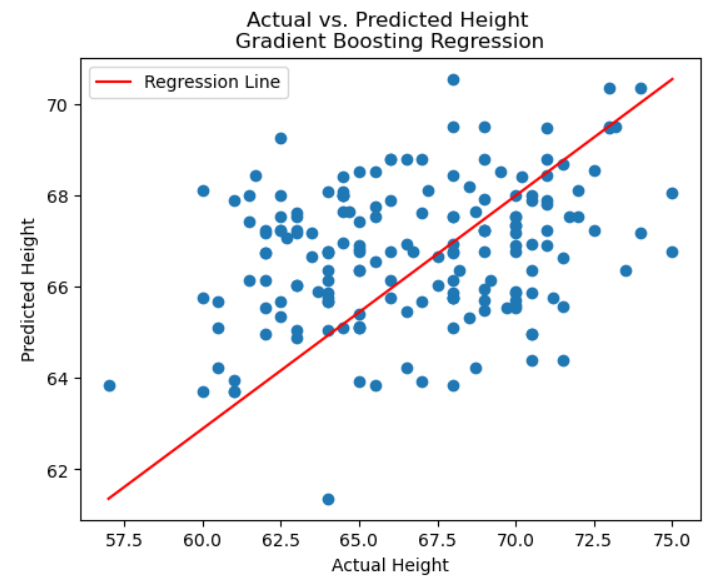 Actual vs. Predicted Height
Gradient Boosting Regression
Regression Line
70
68
66
64
62
Predicted Height
57.5 60.0 62.5 65.0 67.5 70.0 72.5 75.0
Actual Height